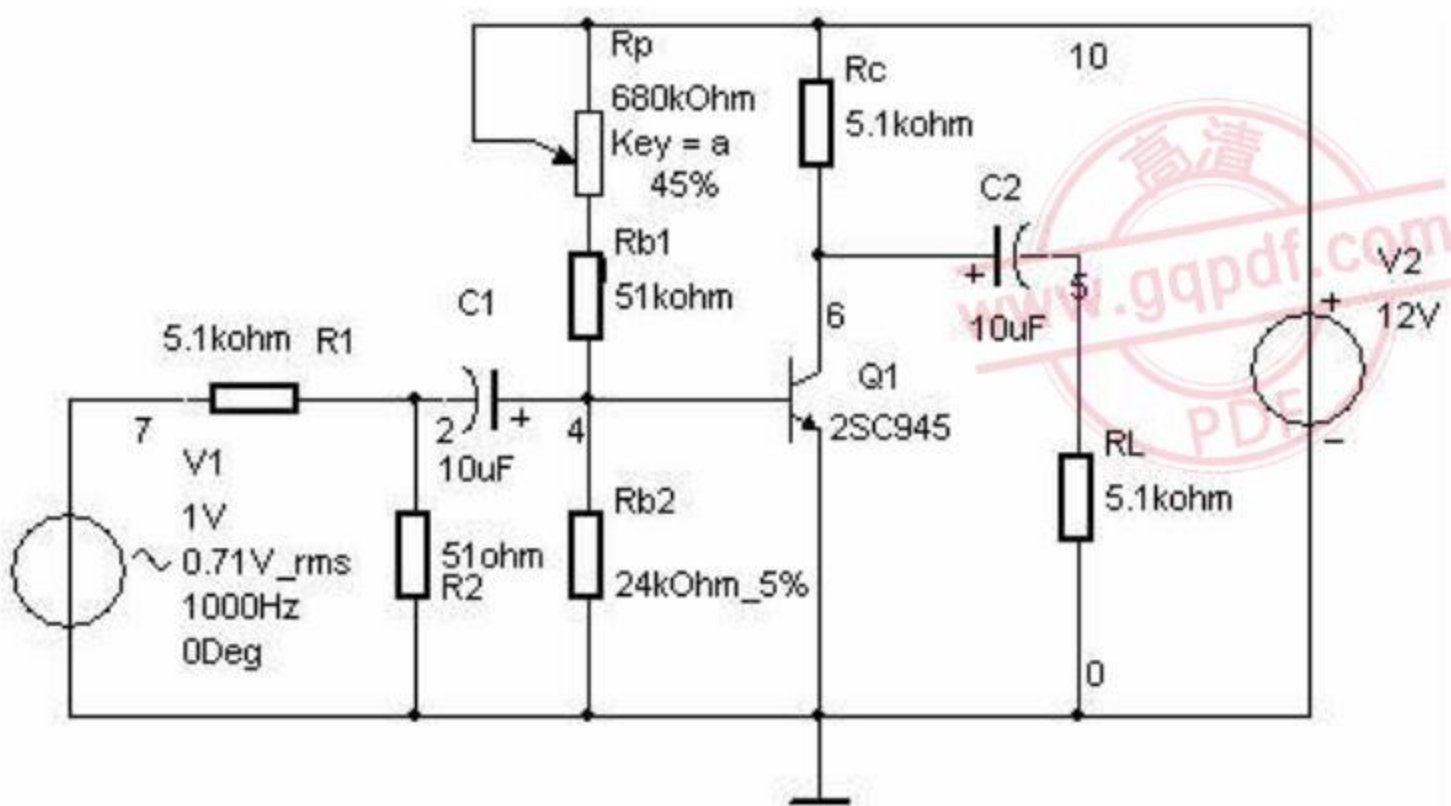 Rp
680kOhm
Key = a
45%
Rc
5.1kohm
10
C2
10uF
5
V2
12V
Rb1
51kohm
C1
6
5.1kohm R1
Q1
2SC945
7
2
10uF
4
V1
1V
0.71V_rms
1000Hz
0Deg
51ohm
R2
Rb2
24kOhm_5%
RL
5.1kohm
0
高清
www.gqpdf.com
PDF